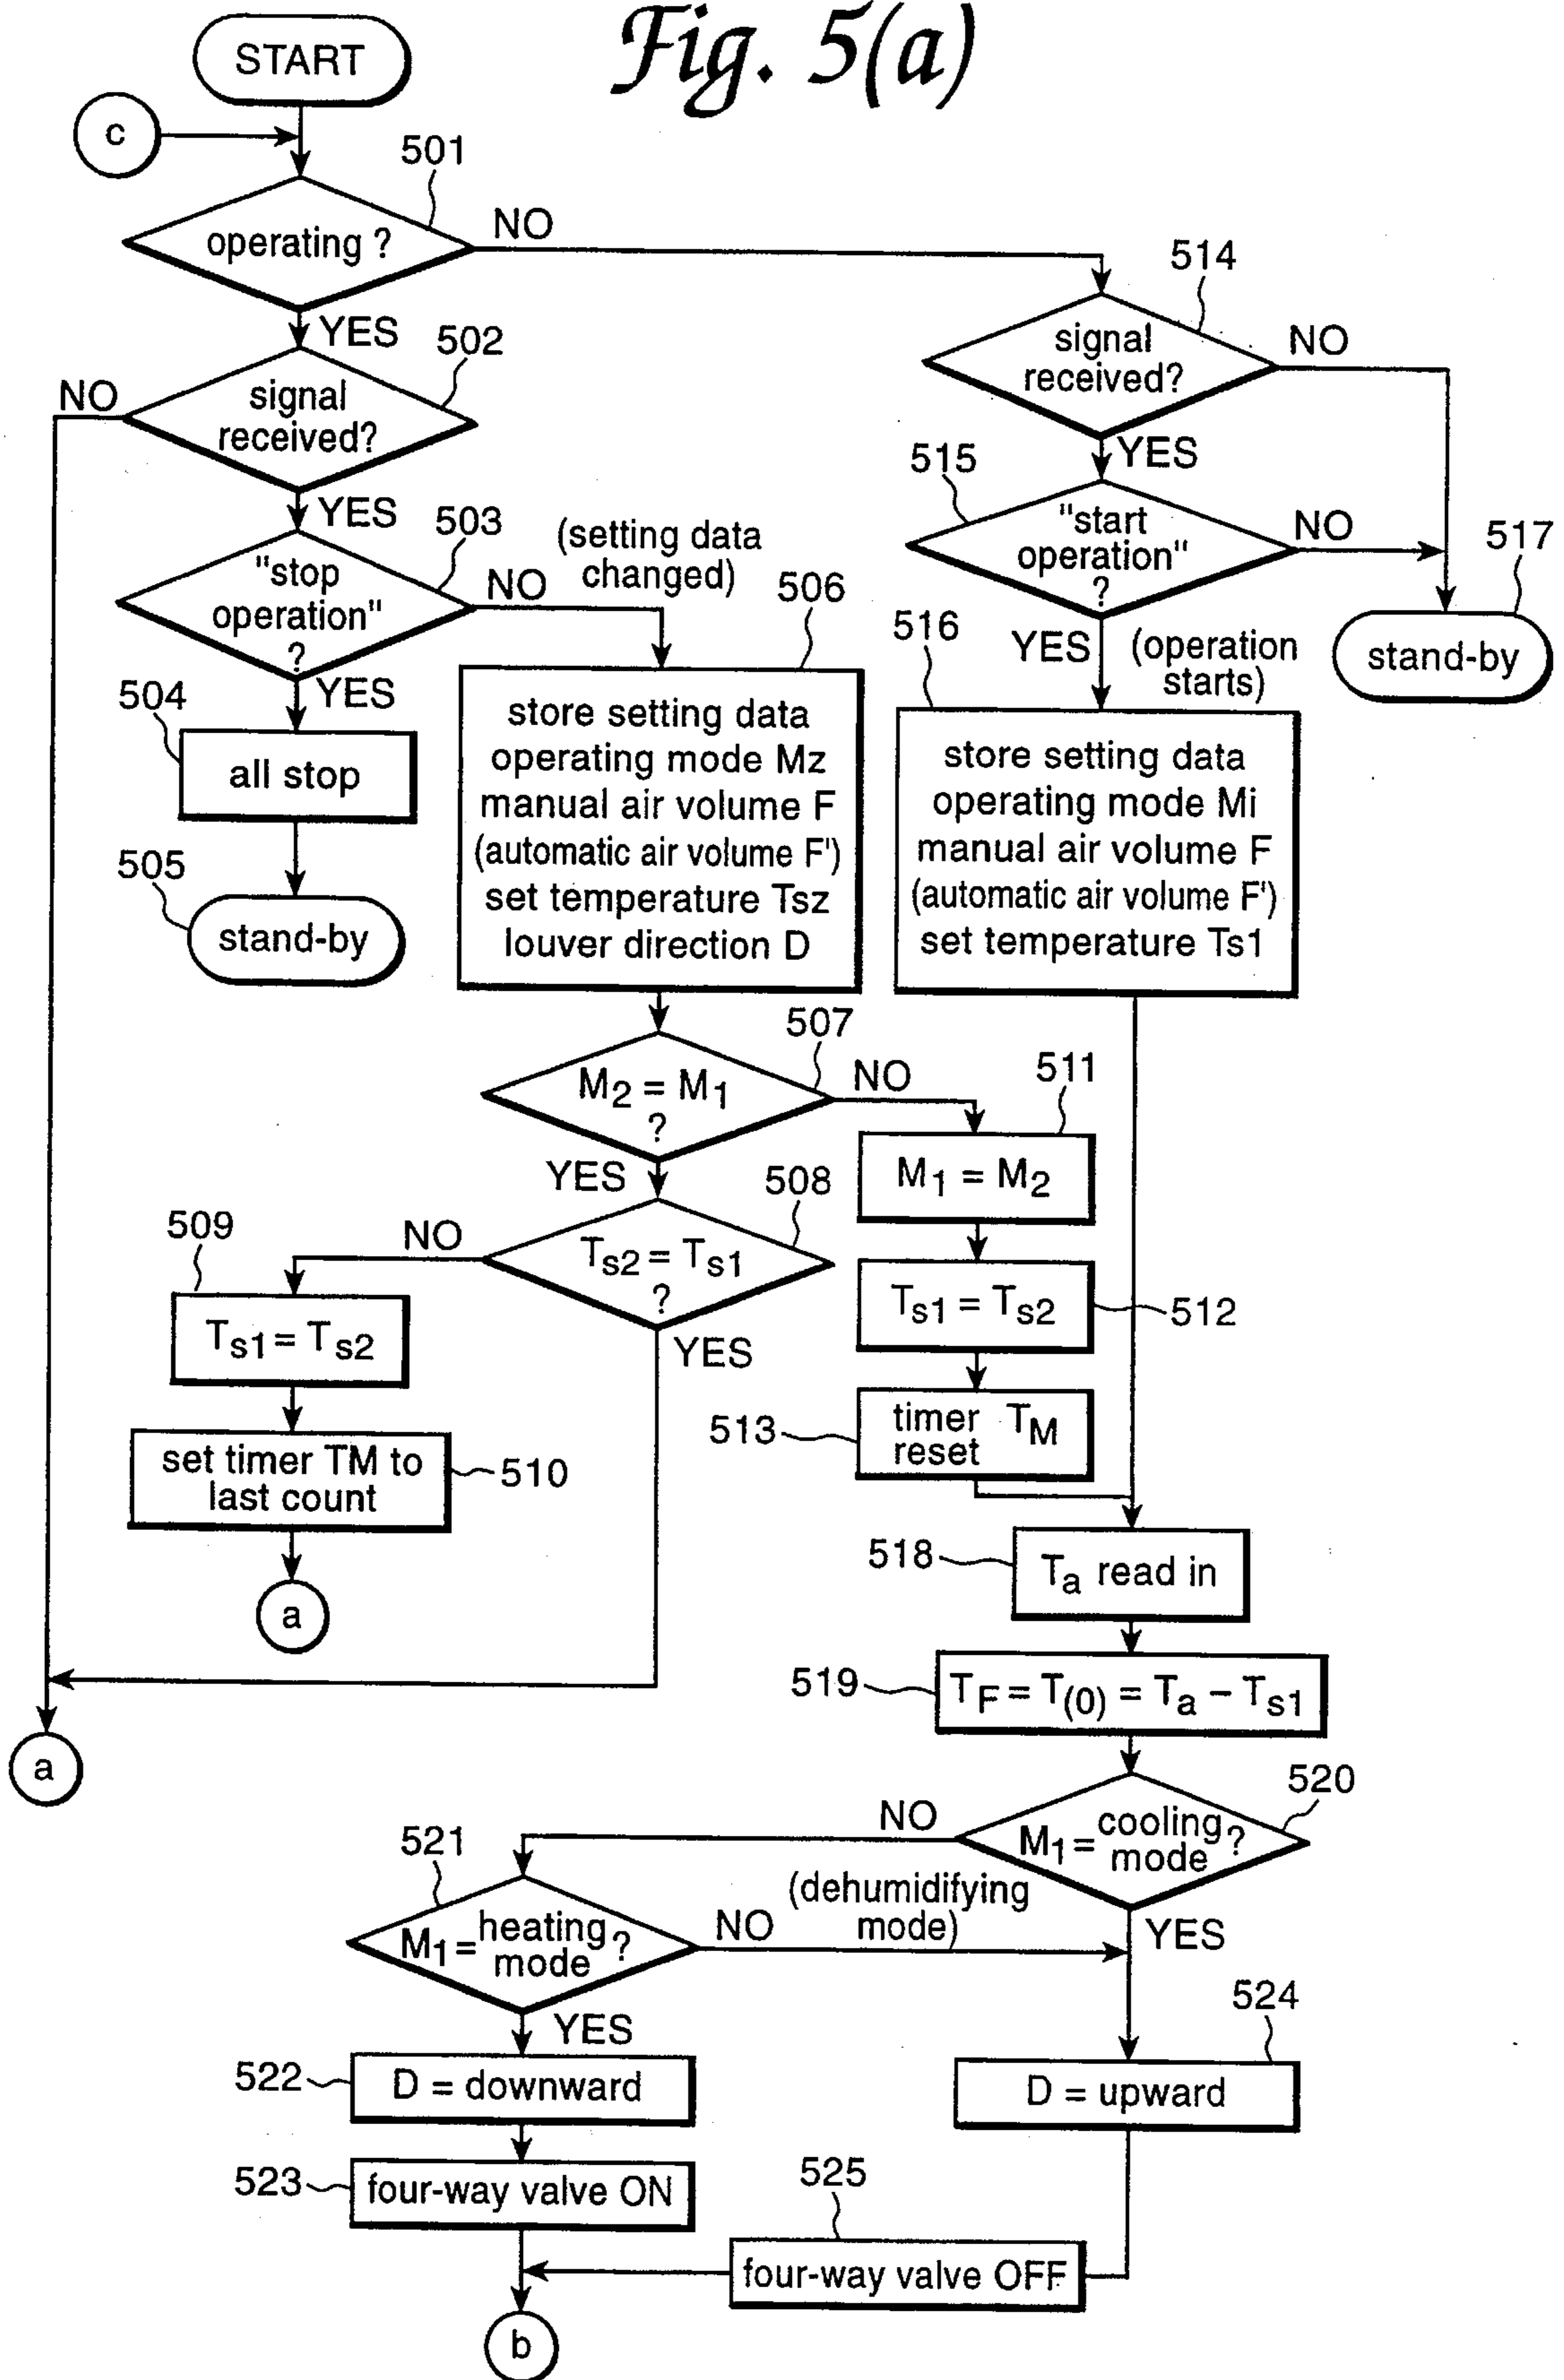 Fig. 5(a)
START
c
501
operating ?
NO
YES
514
signal
received?
NO
YES
502
signal
received?
NO
YES
515
"start
operation"
?
NO
YES
(operation
starts)
517
stand-by
503
"stop
operation"
?
NO
(setting data
changed)
YES
504
all stop
505
stand-by
506
store setting data
operating mode Mz
manual air volume F
(automatic air volume F')
set temperature Tsz
louver direction D
516
store setting data
operating mode Mi
manual air volume F
(automatic air volume F')
set temperature Ts1
507
M2 = M1
?
NO
YES
511
M1 = M2
508
Ts2 = Ts1
?
NO
YES
512
Ts1 = Ts2
509
Ts1 = Ts2
513
timer TM
reset
510
set timer TM to
last count
a
518
Ta read in
519
TF = T(0) = Ta − Ts1
a
520
M1 = cooling
mode ?
NO
YES
521
M1 = heating
mode ?
NO
(dehumidifying
mode)
YES
522
D = downward
524
D = upward
523
four-way valve ON
525
four-way valve OFF
b